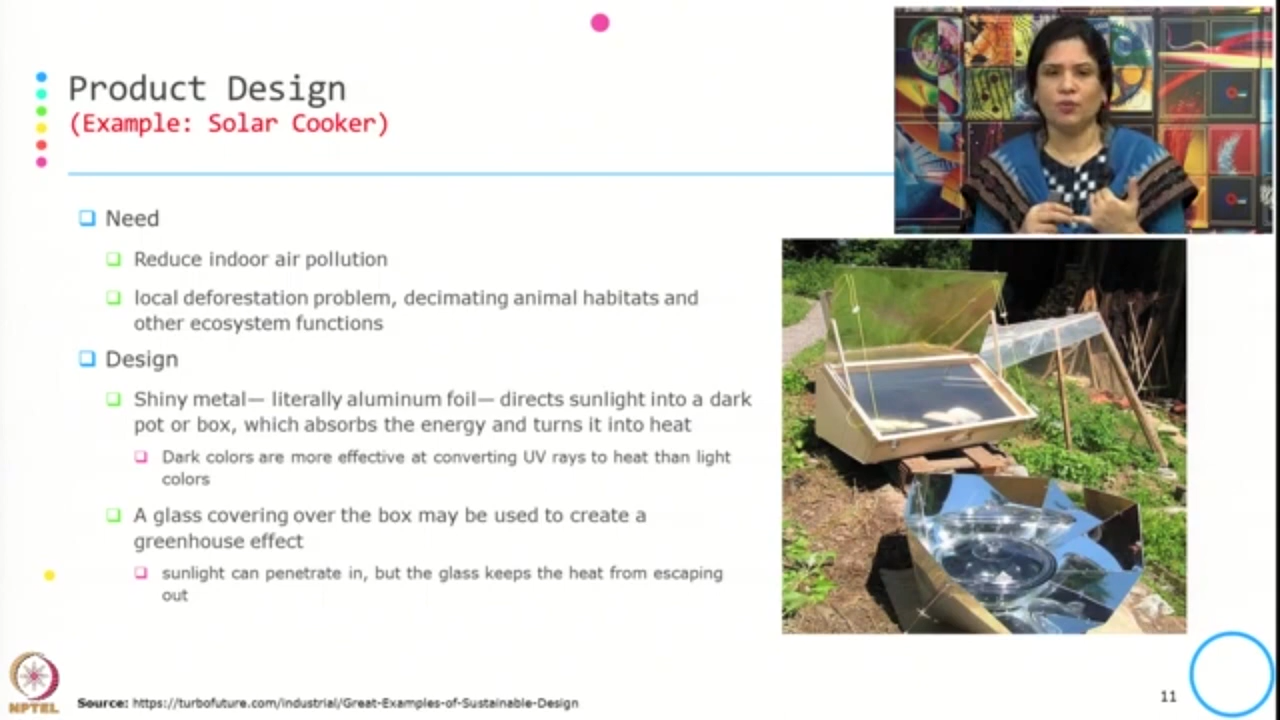 Product Design
(Example: Solar Cooker)
Need
Reduce indoor air pollution
local deforestation problem, decimating animal habitats and
other ecosystem functions
Design
Shiny metal— literally aluminum foil— directs sunlight into a dark
pot or box, which absorbs the energy and turns it into heat
Dark colors are more effective at converting UV rays to heat than light
colors
A glass covering over the box may be used to create a
greenhouse effect
sunlight can penetrate in, but the glass keeps the heat from escaping
out
NPTEL
Source: https://turbofuture.com/industrial/Great-Examples-of-Sustainable-Design
11